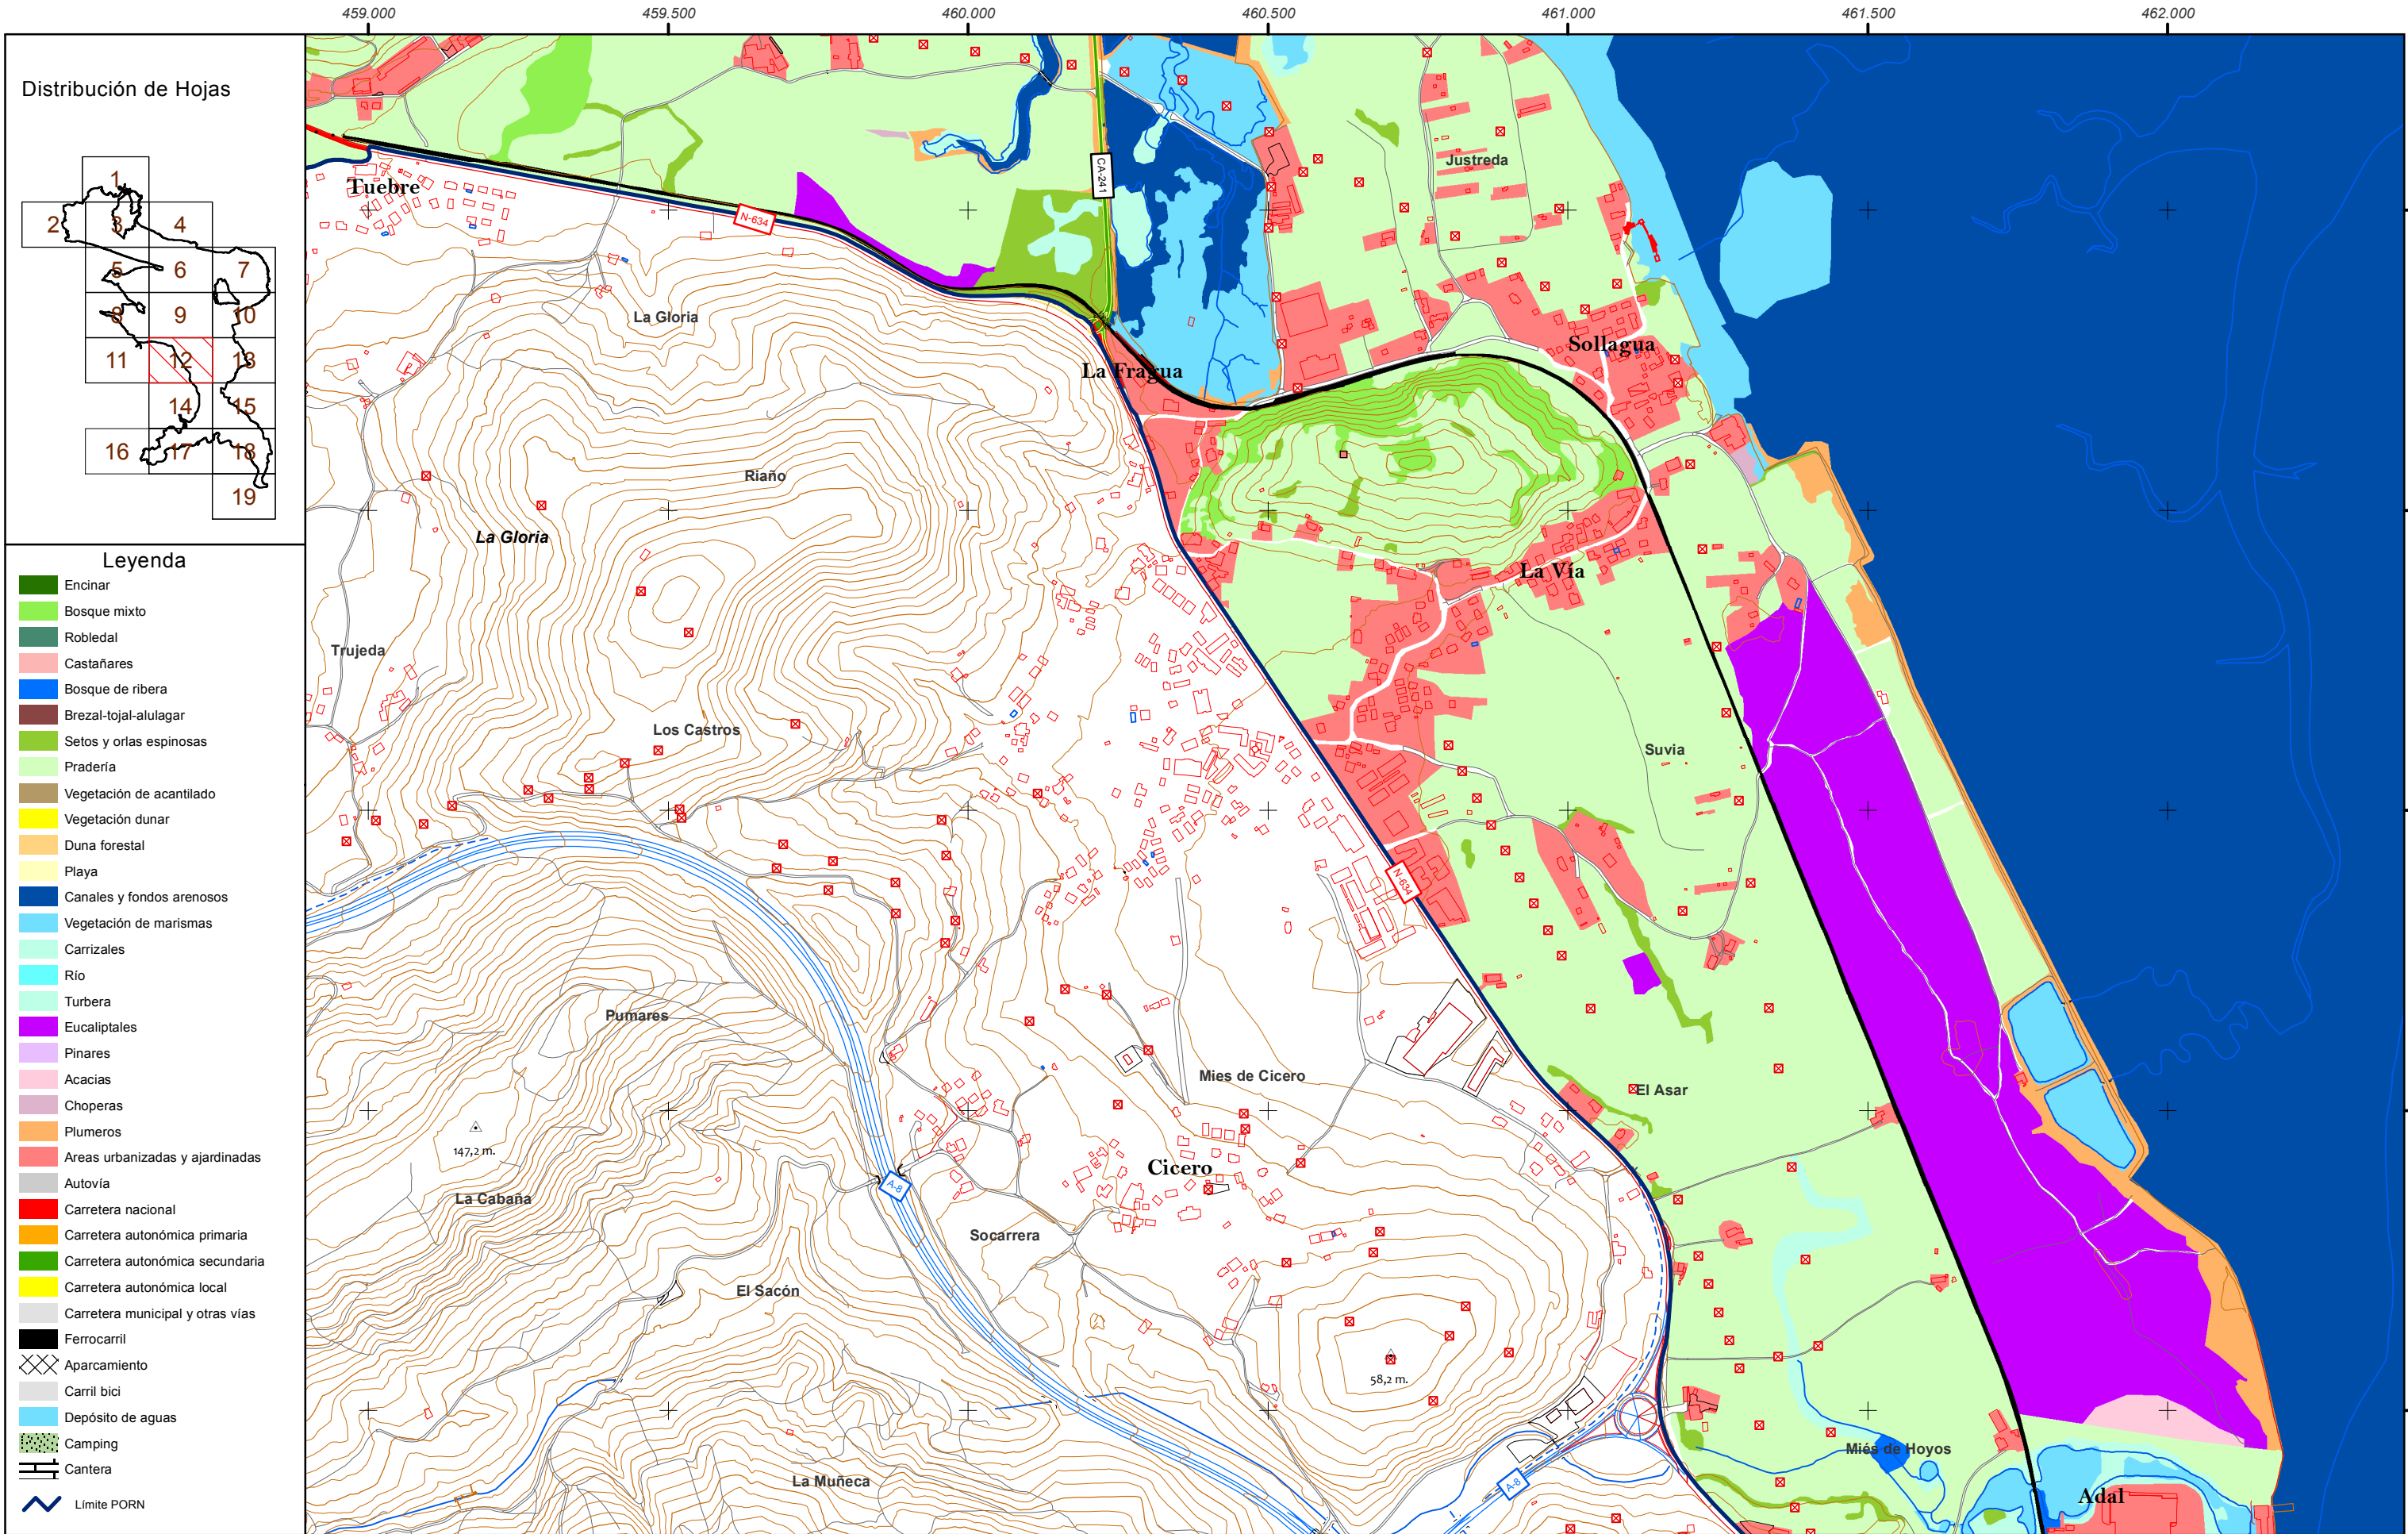 459.000 459.500 460.000 460.500 461.000 461.500 462.000
Distribución de Hojas
1
2 3 4
5 6 7
8 9 10
11 12 13
14 15
16 17 18
19
Leyenda
Encinar
Bosque mixto
Robledal
Castañares
Bosque de ribera
Brezal-tojal-alulagar
Setos y orlas espinosas
Pradería
Vegetación de acantilado
Vegetación dunar
Duna forestal
Playa
Canales y fondos arenosos
Vegetación de marismas
Carrizales
Río
Turbera
Eucaliptales
Pinares
Acacias
Choperas
Plumeros
Areas urbanizadas y ajardinadas
Autovía
Carretera nacional
Carretera autonómica primaria
Carretera autonómica secundaria
Carretera autonómica local
Carretera municipal y otras vías
Ferrocarril
Aparcamiento
Carril bici
Depósito de aguas
Camping
Cantera
Límite PORN
Tuebre
N-634
CA-241
Justreda
La Gloria
La Fragua
Sollagua
Riaño
La Gloria
La Vía
Trujeda
Los Castros
Suvia
N-634
Pumares
Mies de Cicero
El Asar
147,2 m.
Cicero
A-8
La Cabaña
Socarrera
El Sacón
58,2 m.
Miés de Hoyos
La Muñeca
A-8
Adal